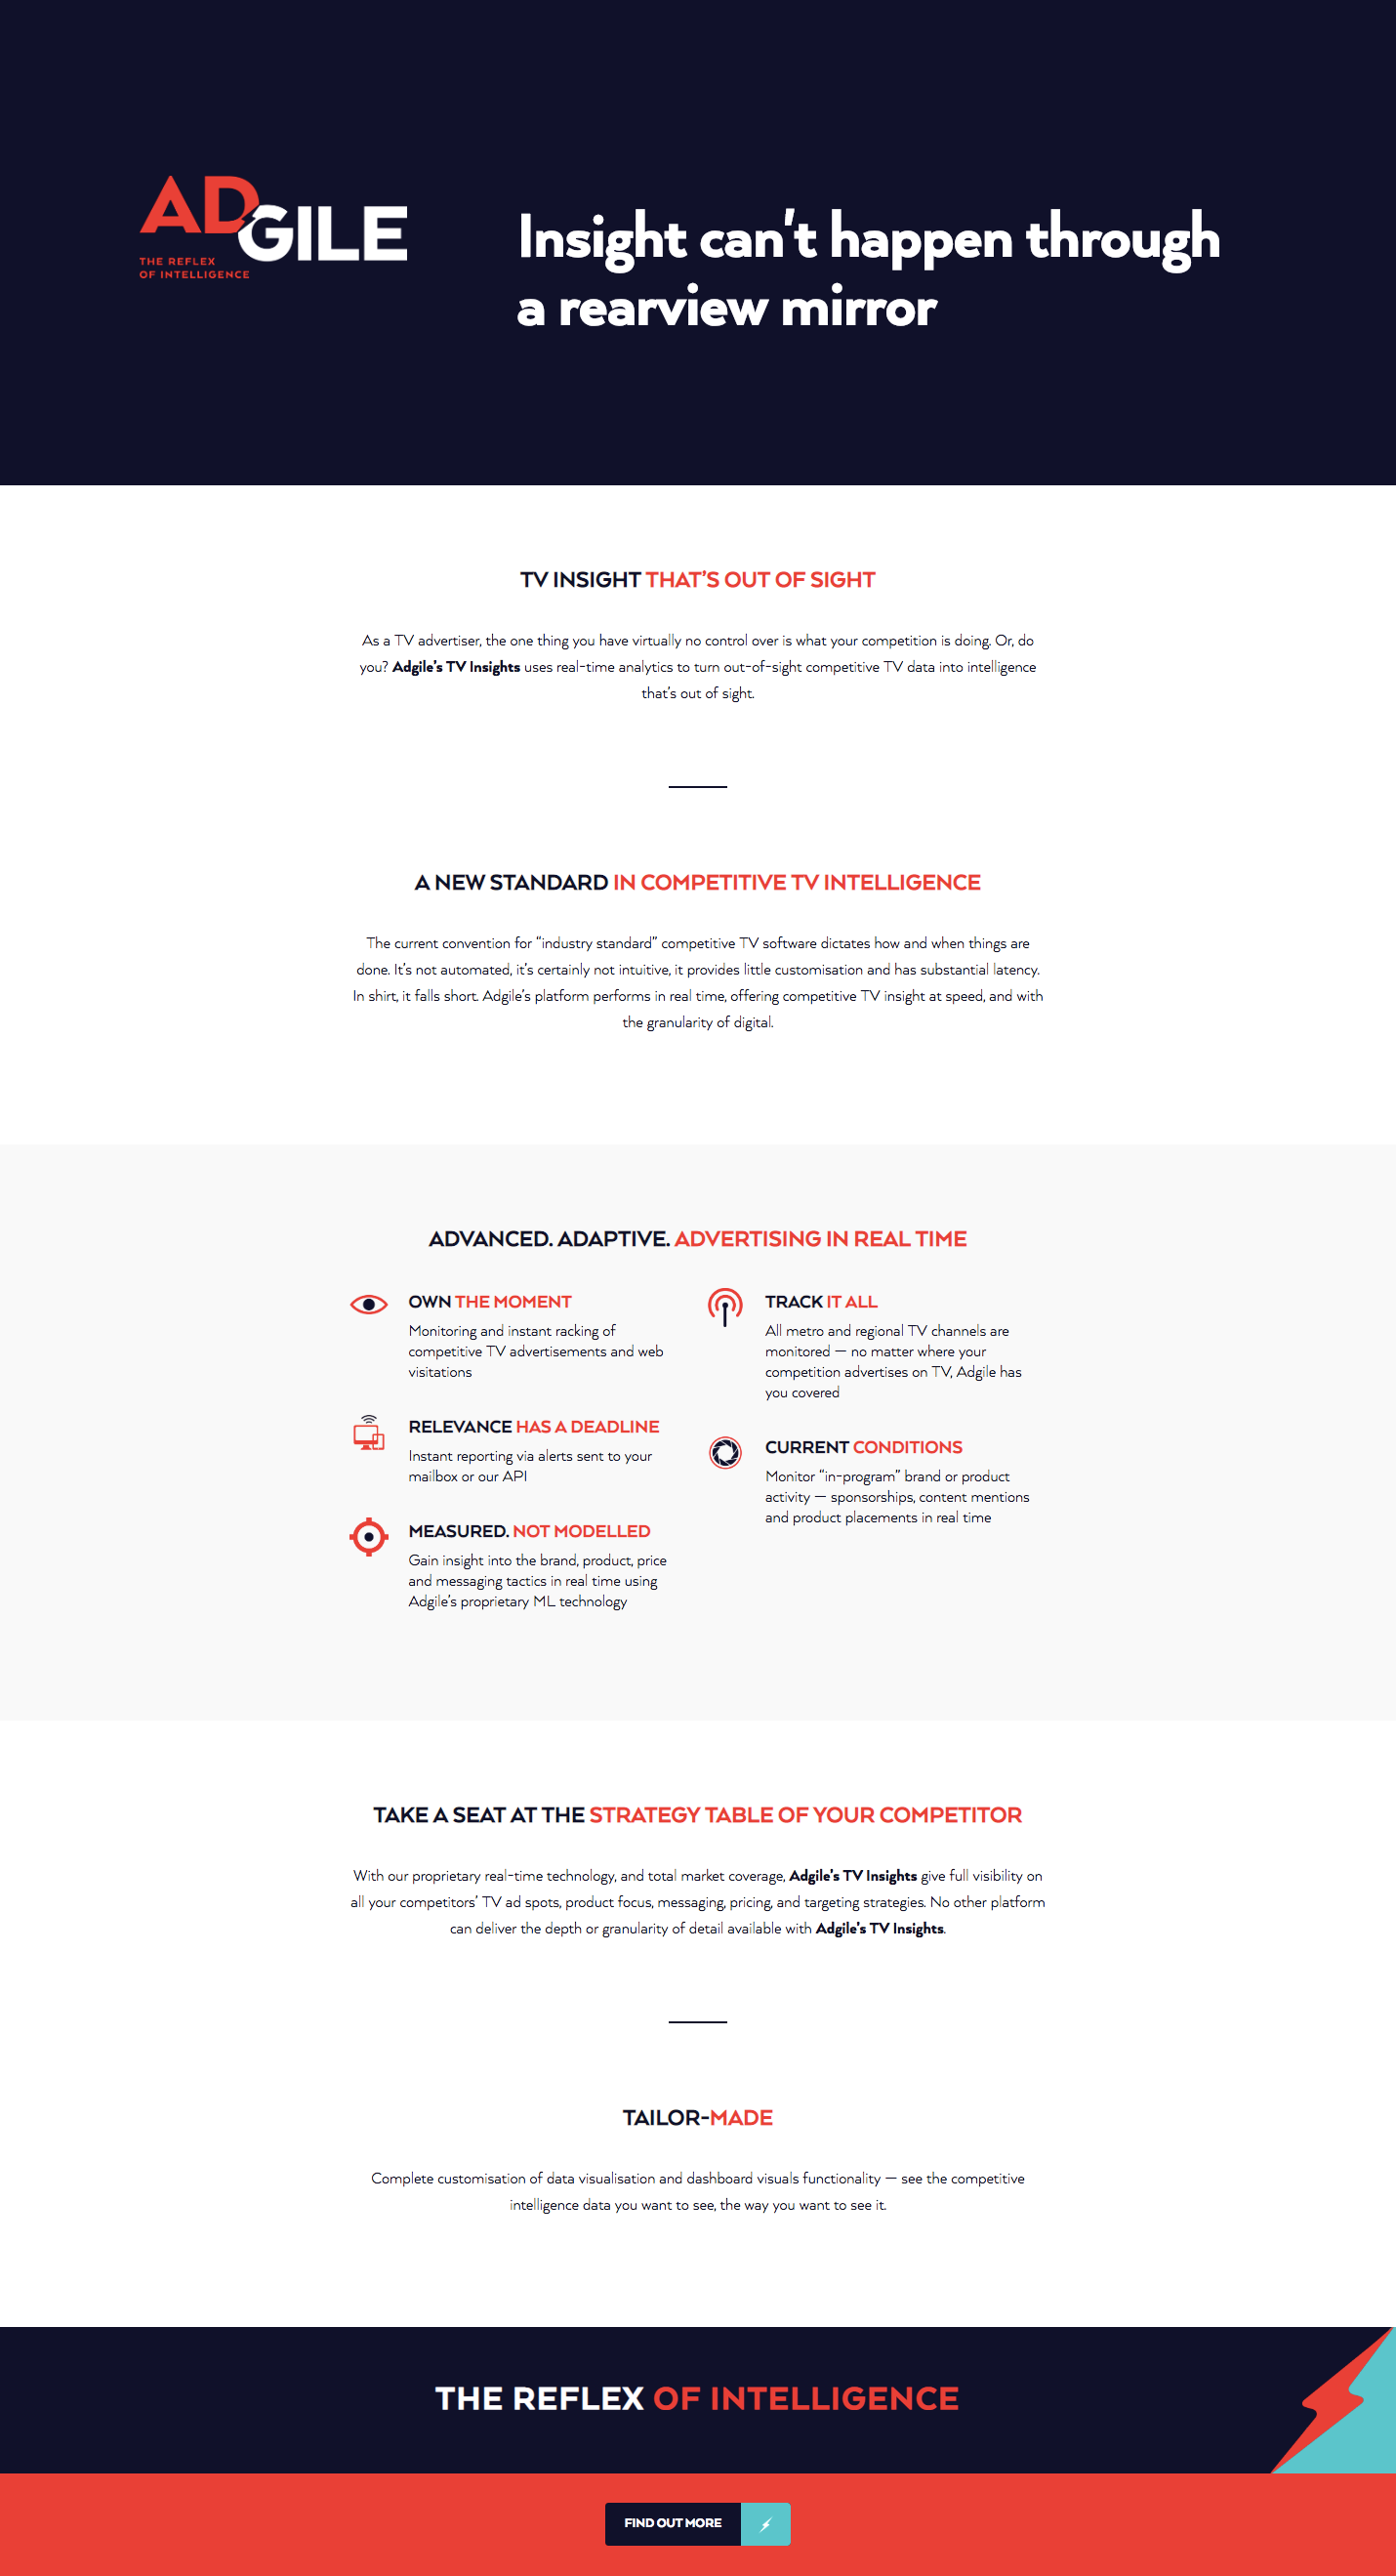 ADGILE
THE REFLEX
OF INTELLIGENCE
Insight can't happen through
a rearview mirror
TV INSIGHT THAT’S OUT OF SIGHT
As a TV advertiser, the one thing you have virtually no control over is what your competition is doing. Or, do
you? Adgile’s TV Insights uses real-time analytics to turn out-of-sight competitive TV data into intelligence
that’s out of sight.
A NEW STANDARD IN COMPETITIVE TV INTELLIGENCE
The current convention for “industry standard” competitive TV software dictates how and when things are
done. It’s not automated, it’s certainly not intuitive, it provides little customisation and has substantial latency.
In shirt, it falls short. Adgile’s platform performs in real time, offering competitive TV insight at speed, and with
the granularity of digital.
ADVANCED. ADAPTIVE. ADVERTISING IN REAL TIME
OWN THE MOMENT
Monitoring and instant racking of
competitive TV advertisements and web
visitations
RELEVANCE HAS A DEADLINE
Instant reporting via alerts sent to your
mailbox or our API
MEASURED. NOT MODELLED
Gain insight into the brand, product, price
and messaging tactics in real time using
Adgile’s proprietary ML technology
TRACK IT ALL
All metro and regional TV channels are
monitored — no matter where your
competition advertises on TV, Adgile has
you covered
CURRENT CONDITIONS
Monitor “in-program” brand or product
activity — sponsorships, content mentions
and product placements in real time
TAKE A SEAT AT THE STRATEGY TABLE OF YOUR COMPETITOR
With our proprietary real-time technology, and total market coverage, Adgile’s TV Insights give full visibility on
all your competitors’ TV ad spots, product focus, messaging, pricing, and targeting strategies. No other platform
can deliver the depth or granularity of detail available with Adgile’s TV Insights.
TAILOR-MADE
Complete customisation of data visualisation and dashboard visuals functionality — see the competitive
intelligence data you want to see, the way you want to see it.
THE REFLEX OF INTELLIGENCE
FIND OUT MORE